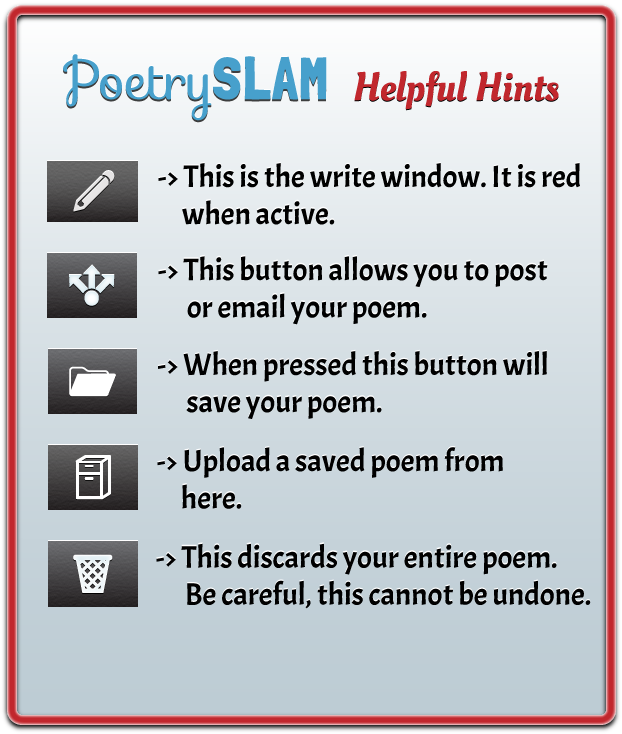 PoetrySLAM Helpful Hints
-> This is the write window. It is red
when active.
-> This button allows you to post
or email your poem.
-> When pressed this button will
save your poem.
-> Upload a saved poem from
here.
-> This discards your entire poem.
Be careful, this cannot be undone.